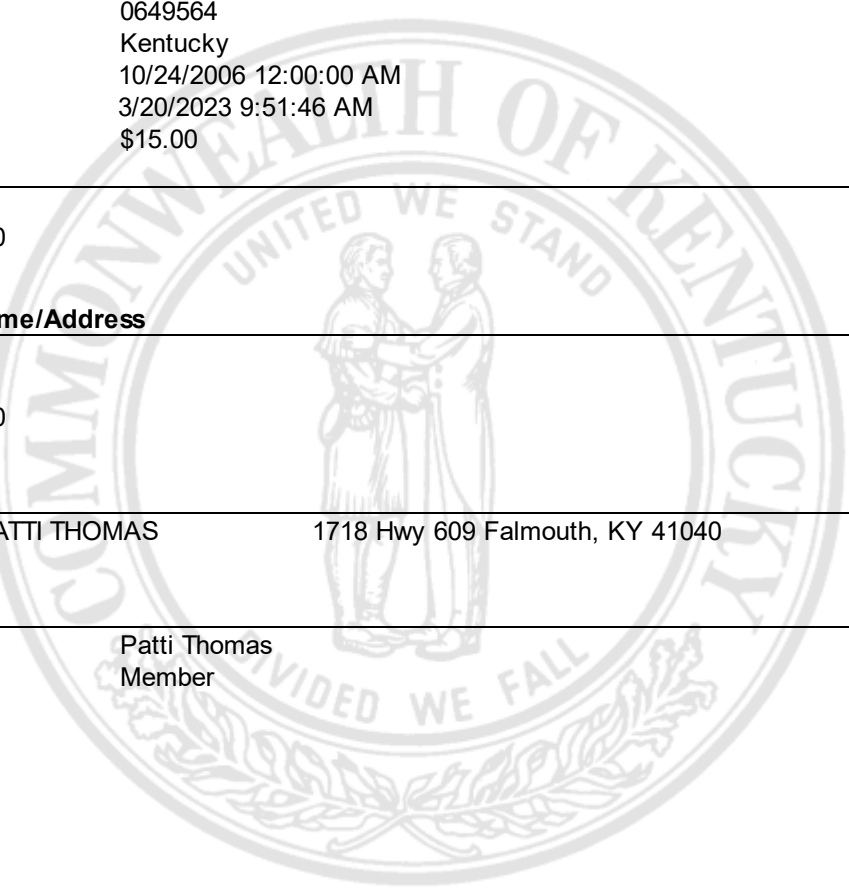 0649564
Kentucky
10/24/2006 12:00:00 AM
3/20/2023 9:51:46 AM
$15.00
COMMONWEALTH OF KENTUCKY
UNITED WE STAND
0
me/Address
0
ATTI THOMAS 1718 Hwy 609 Falmouth, KY 41040
Patti Thomas
Member
DIVIDED WE FALL